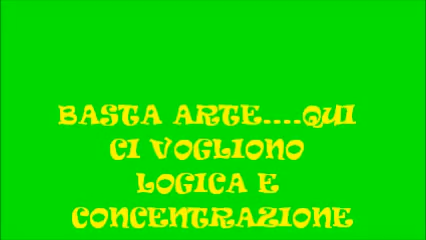 BASTA ARTE....QUI
CI VOGLIONO
LOGICA E
CONCENTRAZIONE